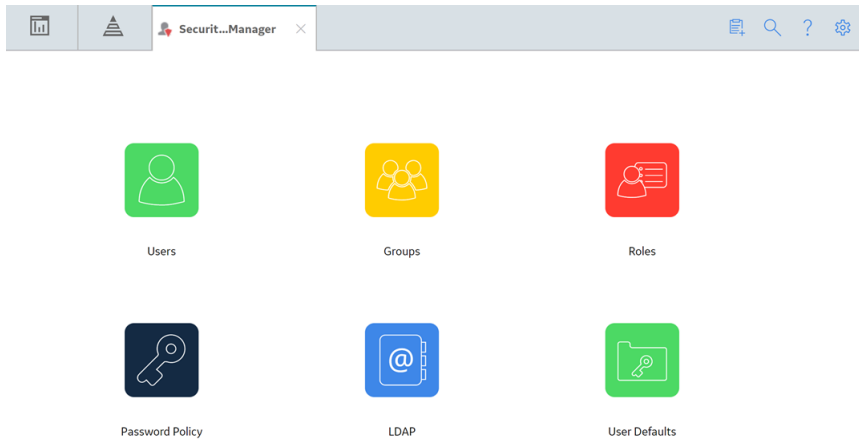 Securit...Manager
Users
Groups
Roles
@
Password Policy
LDAP
User Defaults